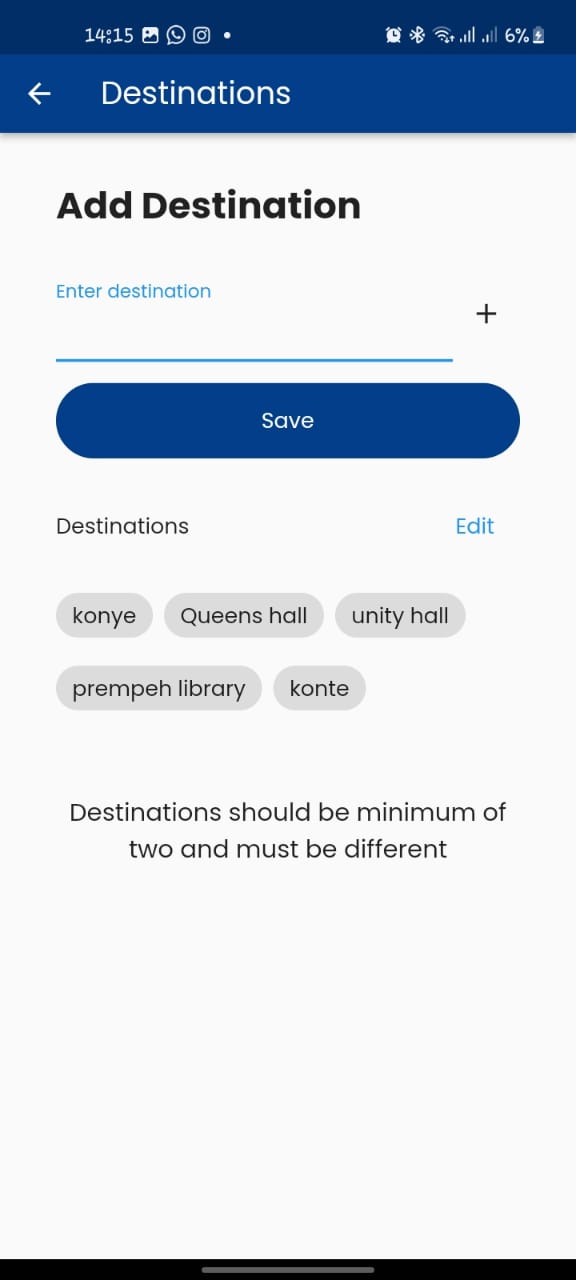 14:15 6%
Destinations
Add Destination
Enter destination
+
Save
Destinations Edit
konye Queens hall unity hall
prempeh library konte
Destinations should be minimum of
two and must be different